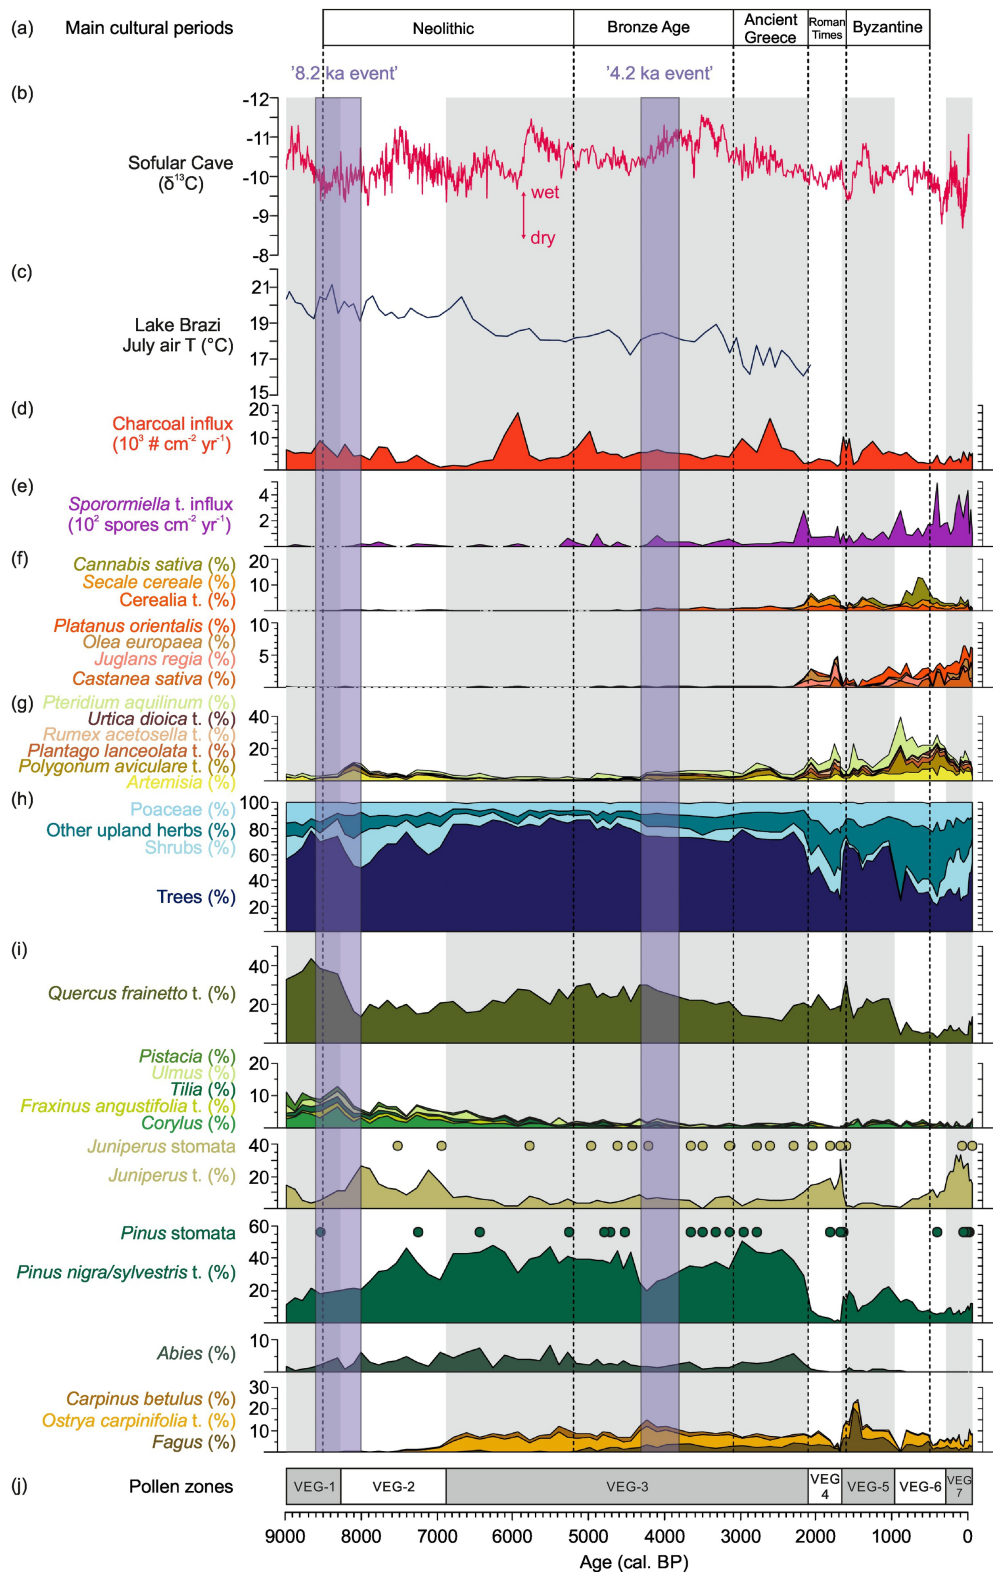 (a) Main cultural periods Neolithic Bronze Age Ancient Greece Roman Times Byzantine
'8.2 ka event' '4.2 ka event'
(b)
-12
-11
-10
-9
-8
Sofular Cave
(δ¹³C)
wet
dry
(c)
21
19
17
15
Lake Brazi
July air T (°C)
(d)
20
10
Charcoal influx
(10³ # cm⁻² yr⁻¹)
(e)
4
2
Sporormiella t. influx
(10² spores cm⁻² yr⁻¹)
(f)
20
10
Cannabis sativa (%)
Secale cereale (%)
Cerealia t. (%)
10
5
Platanus orientalis (%)
Olea europaea (%)
Juglans regia (%)
Castanea sativa (%)
(g)
40
20
Pteridium aquilinum (%)
Urtica dioica t. (%)
Rumex acetosella t. (%)
Plantago lanceolata t. (%)
Polygonum aviculare t. (%)
Artemisia (%)
(h)
100
80
60
40
20
Poaceae (%)
Other upland herbs (%)
Shrubs (%)
Trees (%)
(i)
40
20
Quercus frainetto t. (%)
20
10
Pistacia (%)
Ulmus (%)
Tilia (%)
Fraxinus angustifolia t. (%)
Corylus (%)
40
20
Juniperus stomata
Juniperus t. (%)
60
40
20
Pinus stomata
Pinus nigra/sylvestris t. (%)
10
Abies (%)
30
20
10
Carpinus betulus (%)
Ostrya carpinifolia t. (%)
Fagus (%)
(j) Pollen zones VEG-1 VEG-2 VEG-3 VEG 4 VEG-5 VEG-6 VEG 7
9000 8000 7000 6000 5000 4000 3000 2000 1000 0
Age (cal. BP)